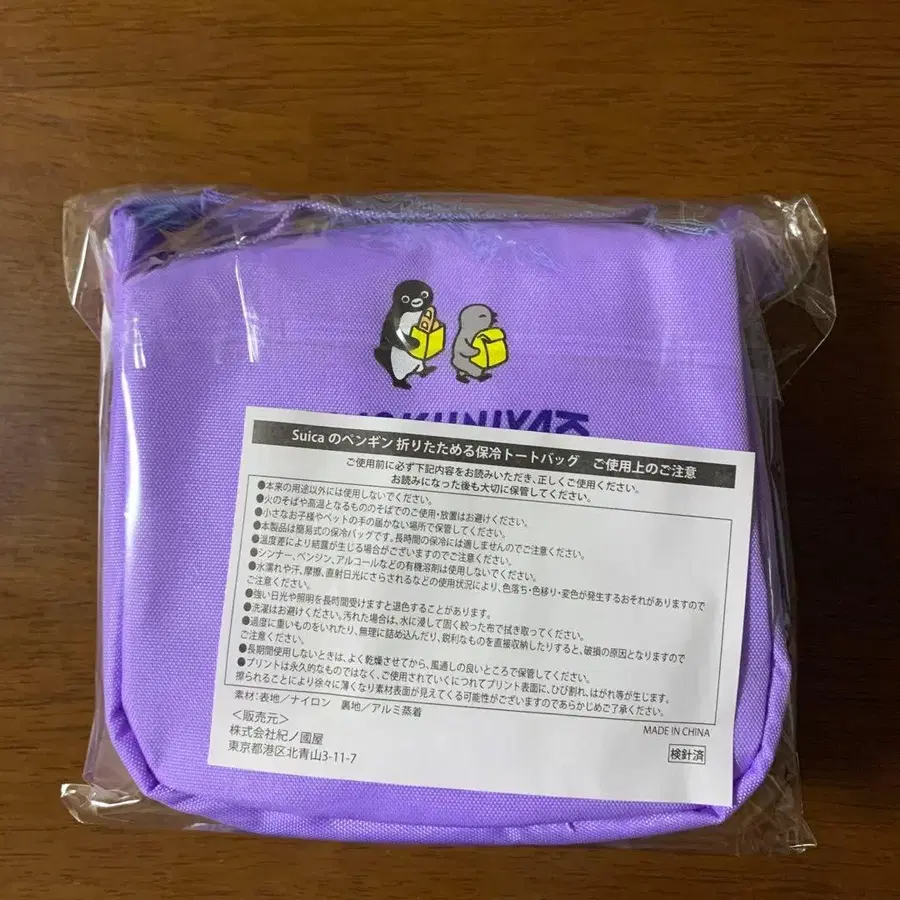 Suica のペンギン 折りたためる保冷トートバッグ ご使用上のご注意
ご使用前に必ず下記内容をお読みいただき、正しくご使用ください。
お読みになった後も大切に保管してください。
●本来の用途以外には使用しないでください。
●火のそばや高温となるもののそばでのご使用・放置はお避けください。
●小さなお子様やペットの手の届かない場所で保管してください。
●本製品は簡易式の保冷バッグです。長時間の保冷には適しませんのでご注意ください。
●温度差により結露が生じる場合がございますのでご注意ください。
●シンナー、ベンジン、アルコールなどの有機溶剤は使用しないでください。
●水濡れや汗、摩擦、直射日光にさらされるなどの使用状況により、色落ち・色移り・変色が発生するおそれがありますので
ご注意ください。
●強い日光や照明を長時間受けますと退色することがあります。
●洗濯はお避けください。汚れた場合は、水に浸して固く絞った布で拭き取ってください。
●過度に重いものをいれたり、無理に詰め込んだり、鋭利なものを直接収納したりすると、破損の原因となりますので
ご注意ください。
●長期間使用しないときは、よく乾燥させてから、風通しの良いところで保管してください。
●プリントは永久的なものではなく、ご使用されていくにつれてプリント表面に、ひび割れ、はがれ等が生じます。
擦られることにより徐々に薄くなり素材表面が見えてくる可能性がございますのであらかじめご了承ください。
素材：表地／ナイロン 裏地／アルミ蒸着
MADE IN CHINA
＜販売元＞
株式会社紀ノ國屋
東京都港区北青山3-11-7
検針済